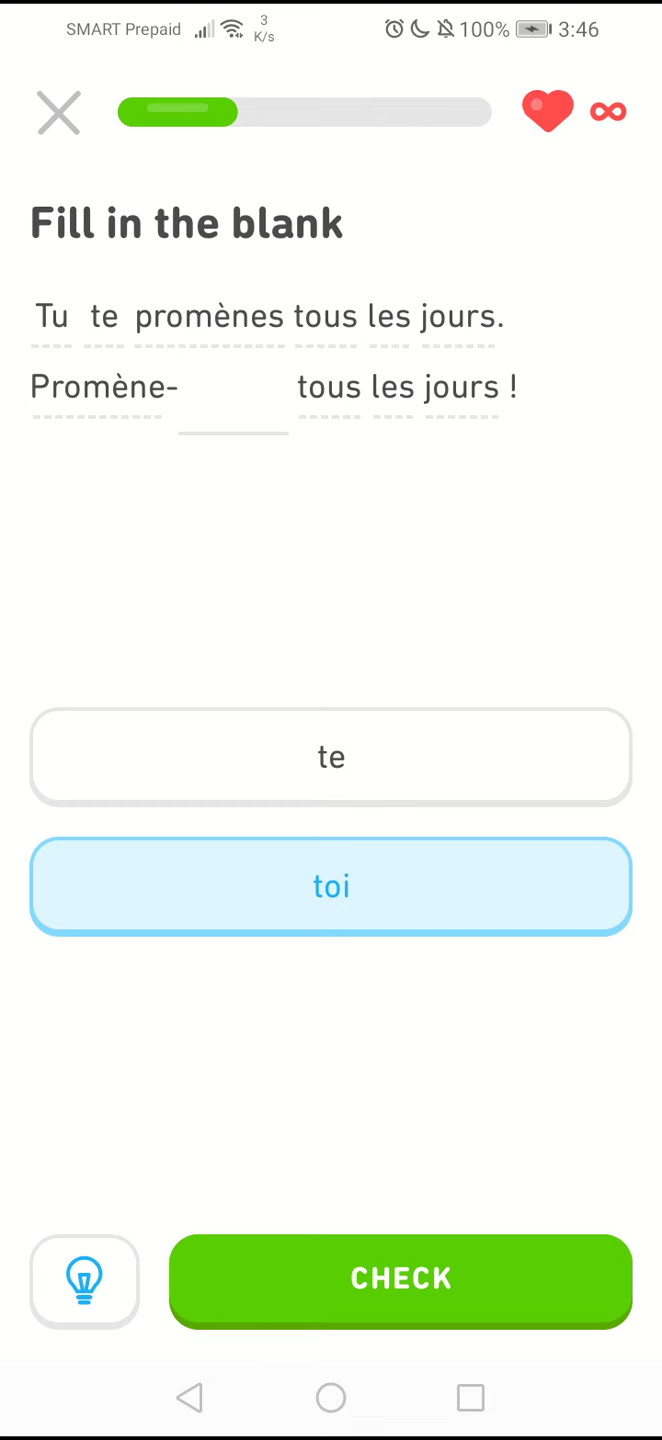 SMART Prepaid 3 K/s 100% 3:46
Fill in the blank
Tu te promènes tous les jours.
Promène- tous les jours !
te
toi
CHECK